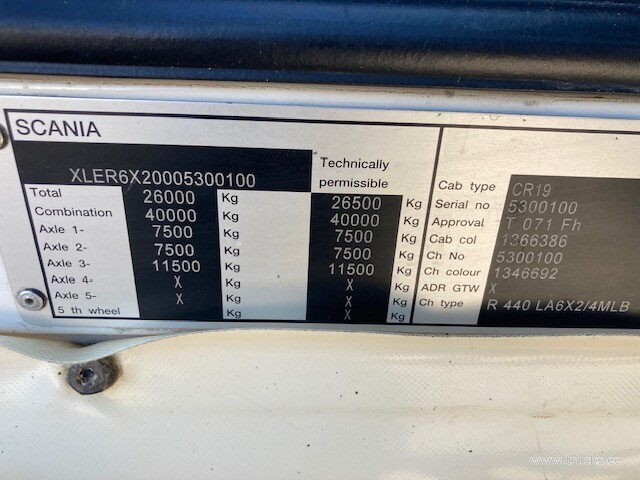 SCANIA
XLER6X20005300100
Technically permissible
Total 26000 Kg 26500 Kg
Combination 40000 Kg 40000 Kg
Axle 1- 7500 Kg 7500 Kg
Axle 2- 7500 Kg 7500 Kg
Axle 3- 11500 Kg 11500 Kg
Axle 4- X Kg X Kg
Axle 5- X Kg X Kg
5 th wheel X Kg X Kg
Cab type CR19
Serial no 5300100
Approval T 071 Fh
Cab col 1366386
Ch No 5300100
Ch colour 1346692
ADR GTW X
Ch type R 440 LA6X2/4MLB
www.trucks.ee